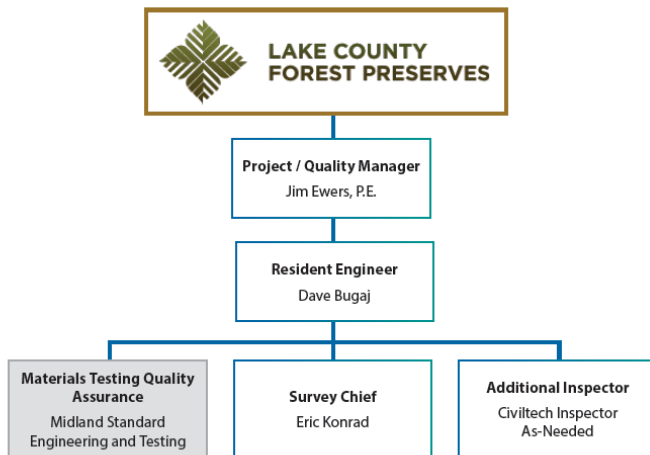 LAKE COUNTY
FOREST PRESERVES
Project / Quality Manager
Jim Ewers, P.E.
Resident Engineer
Dave Bugaj
Materials Testing Quality
Assurance
Midland Standard
Engineering and Testing
Survey Chief
Eric Konrad
Additional Inspector
Civiltech Inspector
As-Needed